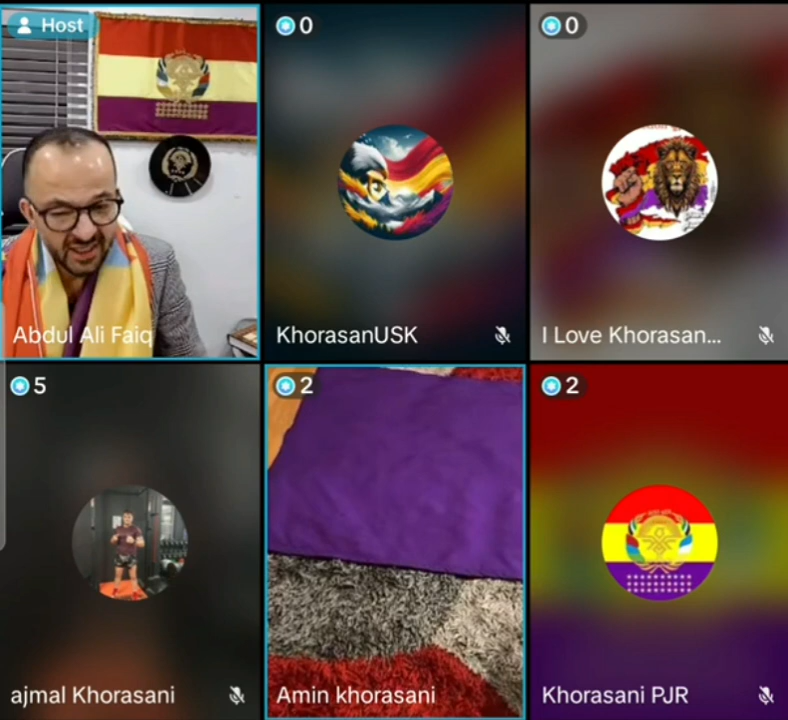 Host
0
0
Abdul Ali Faiq
KhorasanUSK
I Love Khorasan...
5
2
2
ajmal Khorasani
Amin khorasani
Khorasani PJR